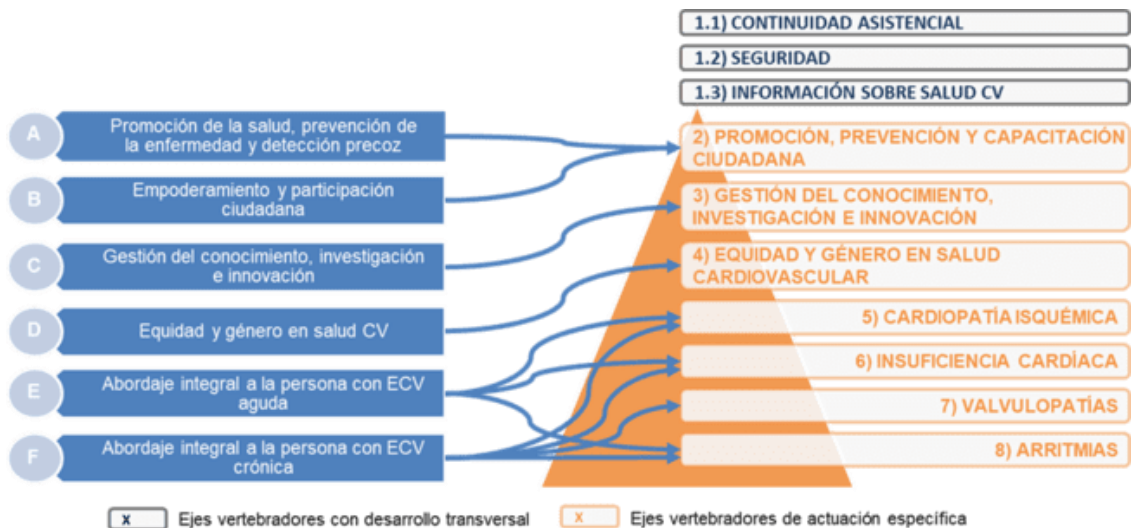 1.1) CONTINUIDAD ASISTENCIAL
1.2) SEGURIDAD
1.3) INFORMACIÓN SOBRE SALUD CV
A
Promoción de la salud, prevención de
la enfermedad y detección precoz
B
Empoderamiento y participación
ciudadana
C
Gestión del conocimiento, investigación
e innovación
D
Equidad y género en salud CV
E
Abordaje integral a la persona con ECV
aguda
F
Abordaje integral a la persona con ECV
crónica
2) PROMOCIÓN, PREVENCIÓN Y CAPACITACIÓN
CIUDADANA
3) GESTIÓN DEL CONOCIMIENTO,
INVESTIGACIÓN E INNOVACIÓN
4) EQUIDAD Y GÉNERO EN SALUD
CARDIOVASCULAR
5) CARDIOPATÍA ISQUÉMICA
6) INSUFICIENCIA CARDÍACA
7) VALVULOPATÍAS
8) ARRITMIAS
x Ejes vertebradores con desarrollo transversal
x Ejes vertebradores de actuación específica